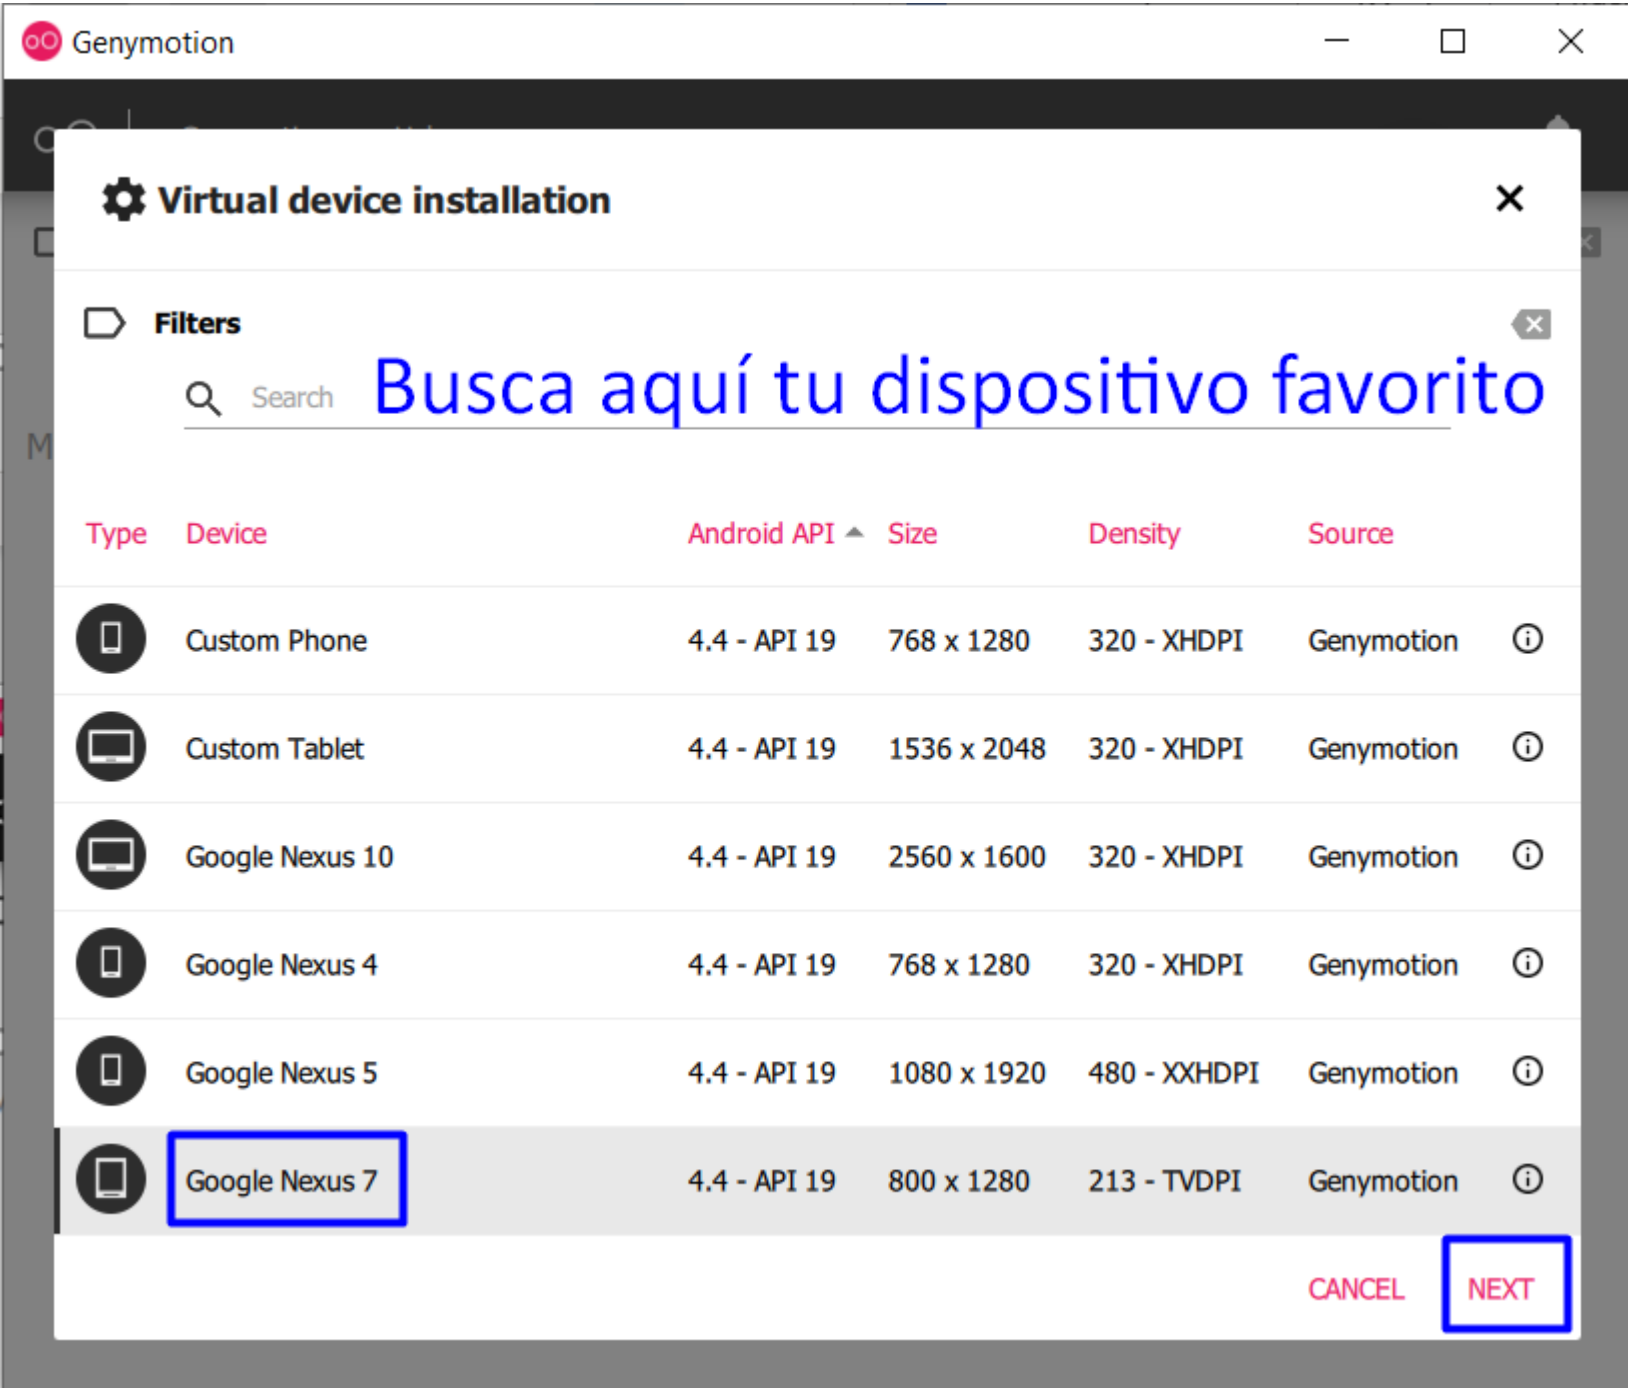 Genymotion
Virtual device installation
Filters
Search Busca aquí tu dispositivo favorito
Type Device Android API Size Density Source
Custom Phone 4.4 - API 19 768 x 1280 320 - XHDPI Genymotion
Custom Tablet 4.4 - API 19 1536 x 2048 320 - XHDPI Genymotion
Google Nexus 10 4.4 - API 19 2560 x 1600 320 - XHDPI Genymotion
Google Nexus 4 4.4 - API 19 768 x 1280 320 - XHDPI Genymotion
Google Nexus 5 4.4 - API 19 1080 x 1920 480 - XXHDPI Genymotion
Google Nexus 7 4.4 - API 19 800 x 1280 213 - TVDPI Genymotion
CANCEL NEXT